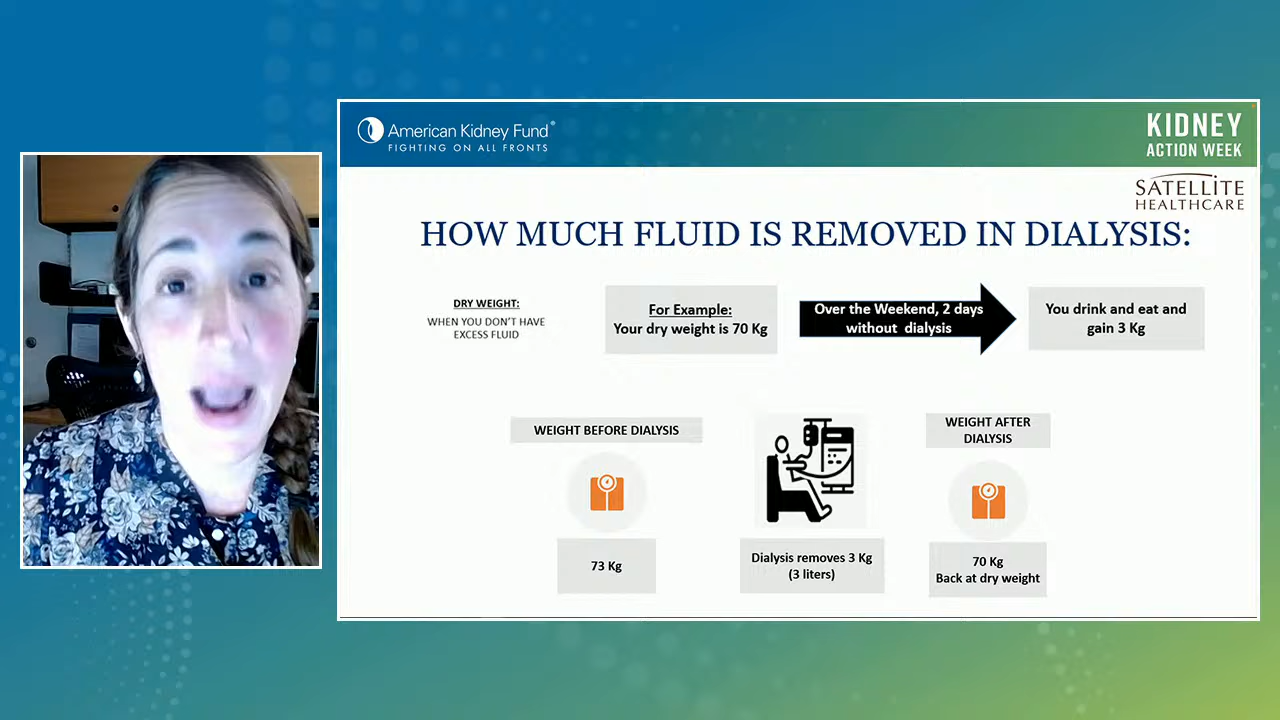 American Kidney Fund®
FIGHTING ON ALL FRONTS
KIDNEY
ACTION WEEK
SATELLITE
HEALTHCARE
HOW MUCH FLUID IS REMOVED IN DIALYSIS:
DRY WEIGHT:
WHEN YOU DON'T HAVE
EXCESS FLUID
For Example:
Your dry weight is 70 Kg
Over the Weekend, 2 days
without dialysis
You drink and eat and
gain 3 Kg
WEIGHT BEFORE DIALYSIS
73 Kg
Dialysis removes 3 Kg
(3 liters)
WEIGHT AFTER
DIALYSIS
70 Kg
Back at dry weight